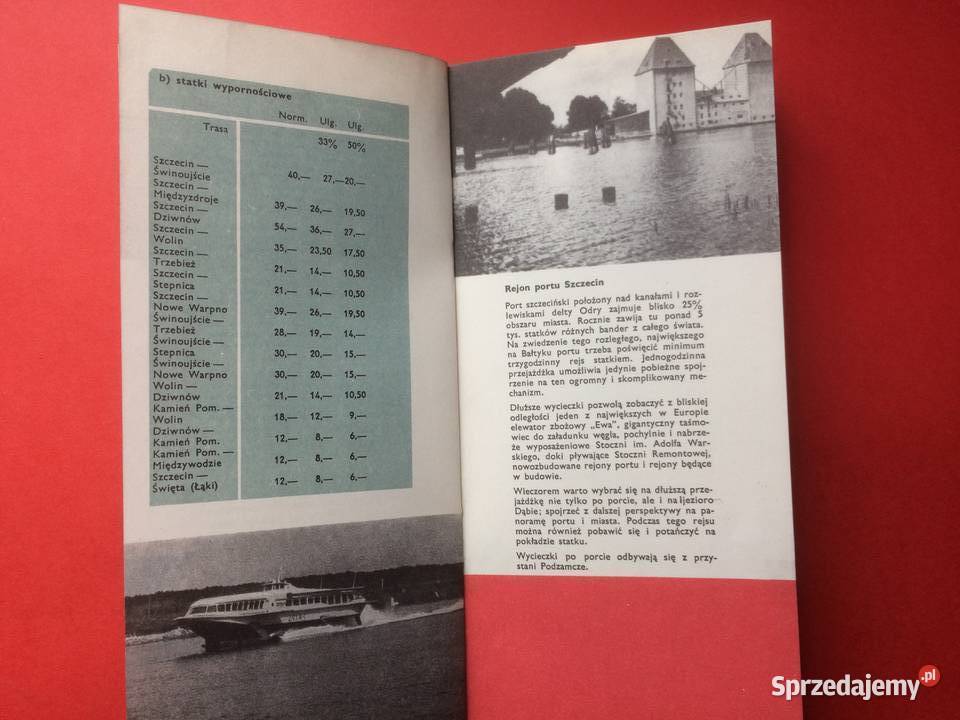 b) statki wypornościowe
Trasa Norm. Ulg. Ulg.
33% 50%
Szczecin —
Świnoujście 40,— 27,— 20,—
Szczecin —
Międzyzdroje 39,— 26,— 19,50
Szczecin —
Dziwnów 54,— 36,— 27,—
Szczecin —
Wolin 35,— 23,50 17,50
Szczecin —
Trzebież 21,— 14,— 10,50
Szczecin —
Stepnica 21,— 14,— 10,50
Szczecin —
Nowe Warpno 39,— 26,— 19,50
Świnoujście —
Trzebież 28,— 19,— 14,—
Świnoujście —
Stepnica 30,— 20,— 15,—
Świnoujście —
Nowe Warpno 30,— 20,— 15,—
Wolin —
Dziwnów 21,— 14,— 10,50
Kamień Pom. —
Wolin 18,— 12,— 9,—
Dziwnów —
Kamień Pom. 12,— 8,— 6,—
Kamień Pom. —
Międzywodzie 12,— 8,— 6,—
Szczecin —
Święta (Łąki) 12,— 8,— 6,—
Rejon portu Szczecin
Port szczeciński położony nad kanałami i roz-
lewiskami delty Odry zajmuje blisko 25%
obszaru miasta. Rocznie zawija tu ponad 5
tys. statków różnych bander z całego świata.
Na zwiedzenie tego rozległego, największego
na Bałtyku portu trzeba poświęcić minimum
trzygodzinny rejs statkiem. Jednogodzinna
przejażdżka umożliwia jedynie pobieżne spoj-
rzenie na ten ogromny i skomplikowany me-
chanizm.
Dłuższe wycieczki pozwolą zobaczyć z bliskiej
odległości jeden z największych w Europie
elewator zbożowy „Ewa”, gigantyczny taśmo-
wiec do załadunku węgla, pochylnie i nabrze-
że wyposażeniowe Stoczni im. Adolfa War-
skiego, doki pływające Stoczni Remontowej,
nowozbudowane rejony portu i rejony będące
w budowie.
Wieczorem warto wybrać się na dłuższą prze-
jażdżkę nie tylko po porcie, ale i na jezioro
Dąbie; spojrzeć z dalszej perspektywy na pa-
noramę portu i miasta. Podczas tego rejsu
można również pobawić się i potańczyć na
pokładzie statku.
Wycieczki po porcie odbywają się z przy-
stani Podzamcze.
Sprzedajemy.pl